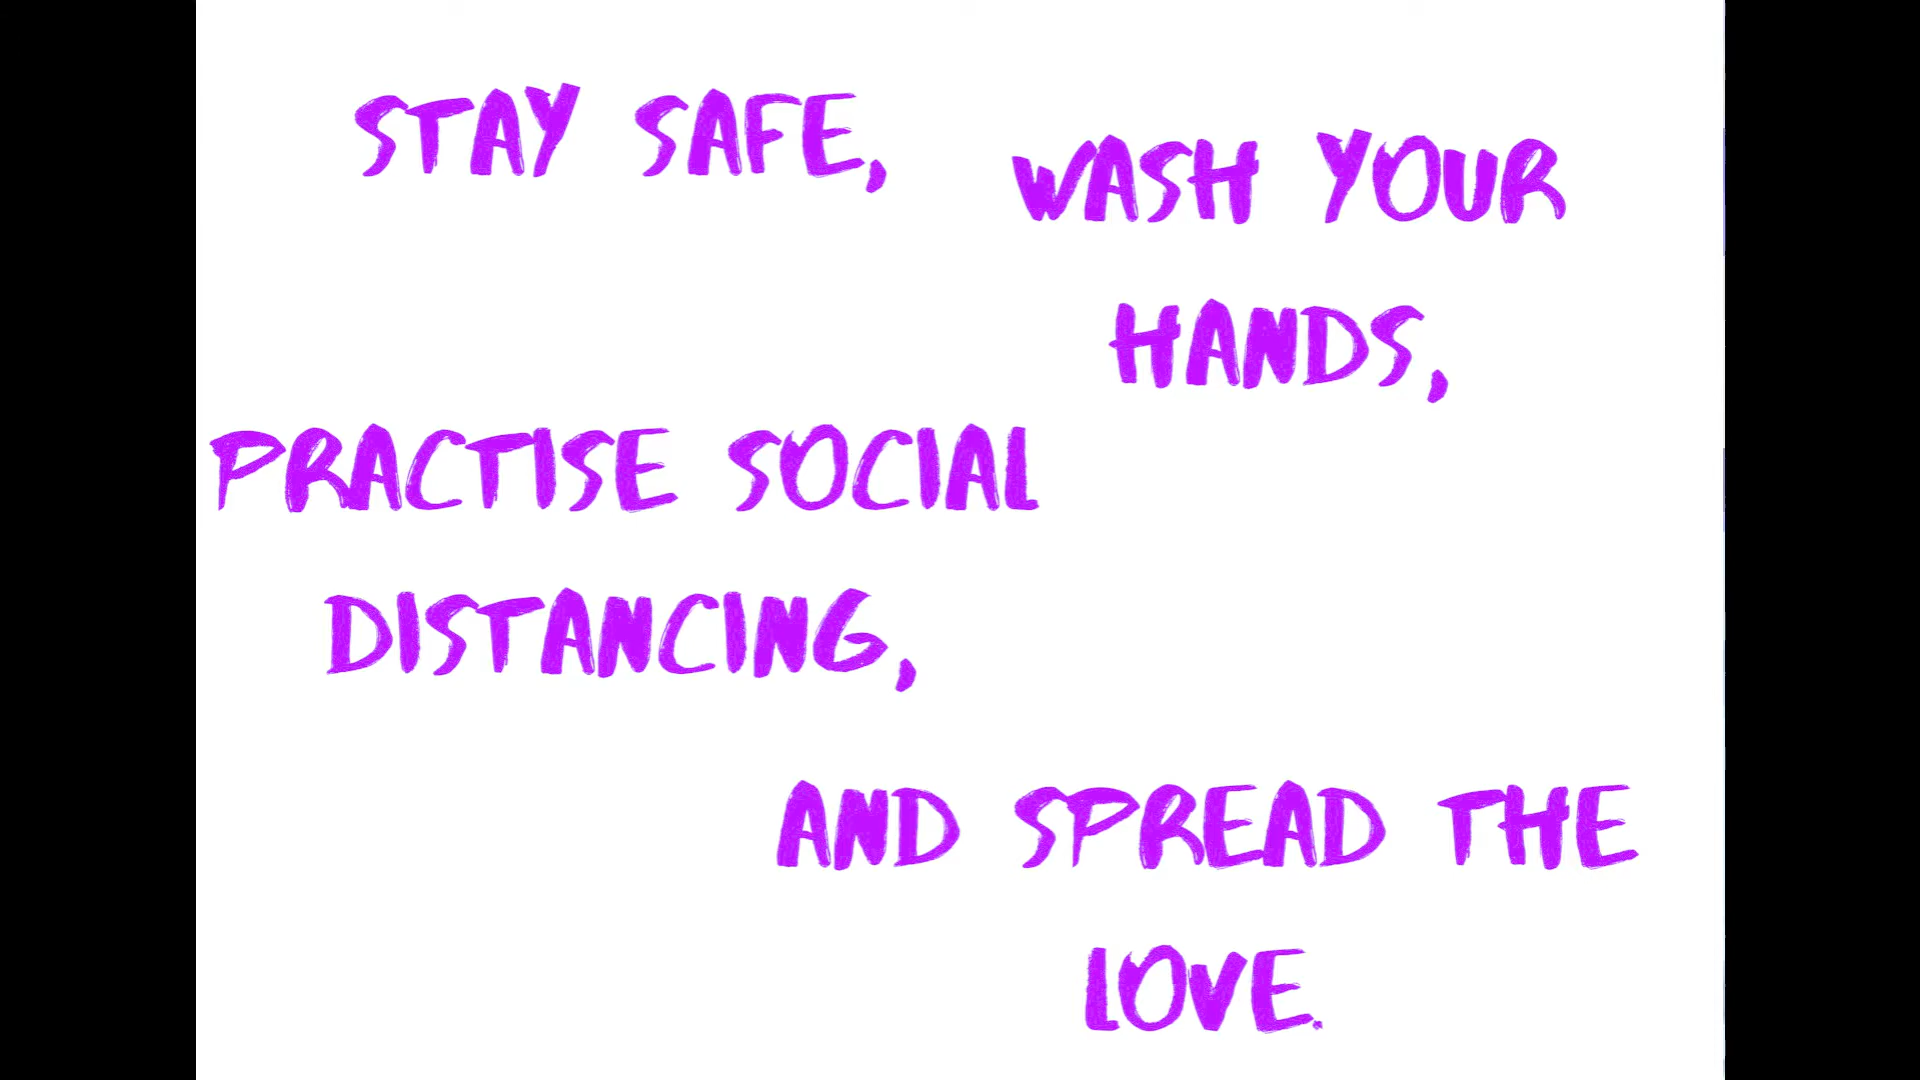 STAY SAFE,
WASH YOUR
HANDS,
PRACTISE SOCIAL
DISTANCING,
AND SPREAD THE
LOVE.